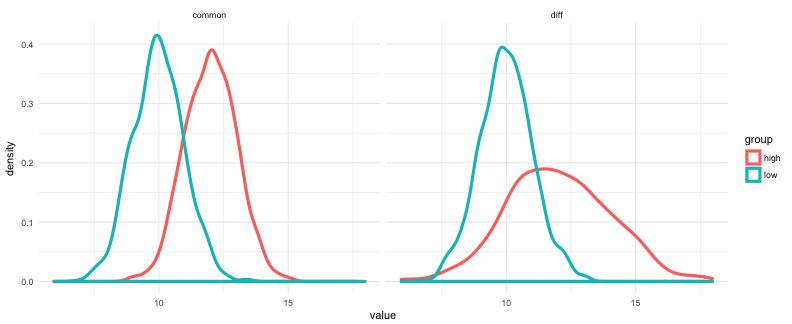 common
diff
0.4
0.3
0.2
0.1
0.0
density
10
15
10
15
value
group
high
low